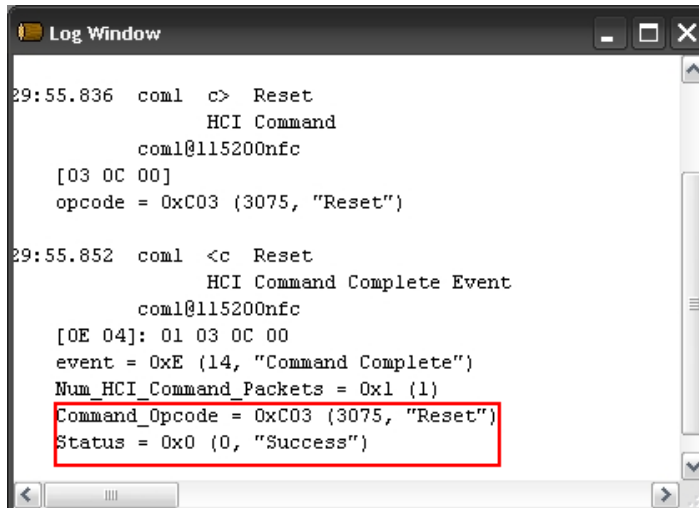 Log Window
29:55.836 com1 c> Reset
HCI Command
com1@115200nfc
[03 0C 00]
opcode = 0xC03 (3075, "Reset")
29:55.852 com1 <c Reset
HCI Command Complete Event
com1@115200nfc
[0E 04]: 01 03 0C 00
event = 0xE (14, "Command Complete")
Num_HCI_Command_Packets = 0x1 (1)
Command_Opcode = 0xC03 (3075, "Reset")
Status = 0x0 (0, "Success")